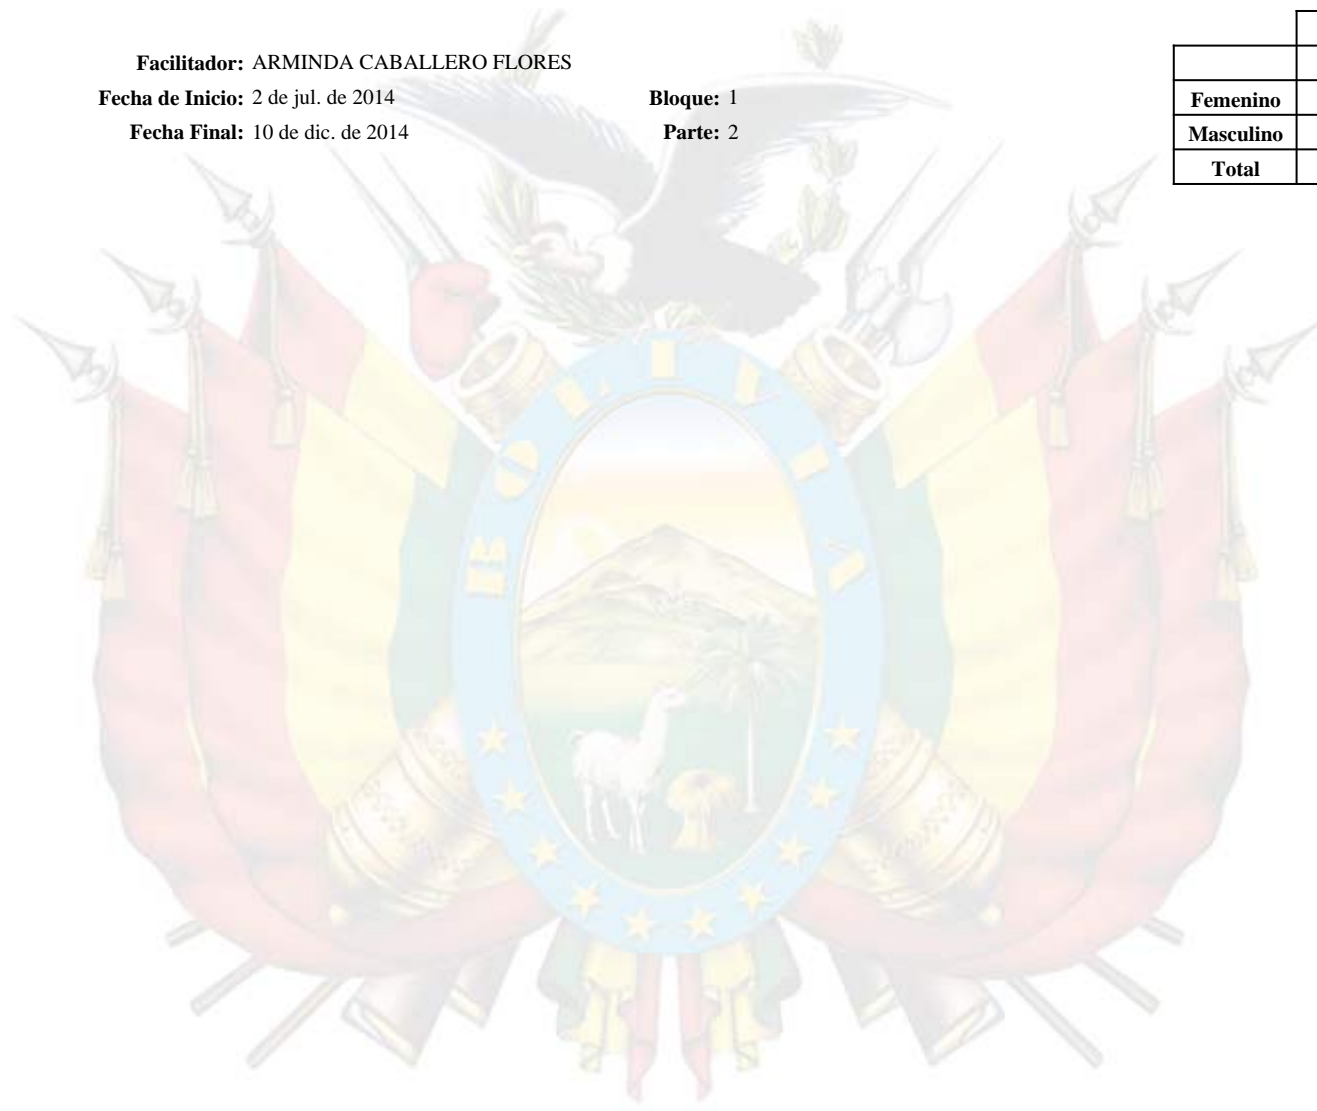 Facilitador: ARMINDA CABALLERO FLORES
Fecha de Inicio: 2 de jul. de 2014 Bloque: 1
Fecha Final: 10 de dic. de 2014 Parte: 2
Femenino
Masculino
Total
BOLIVIA